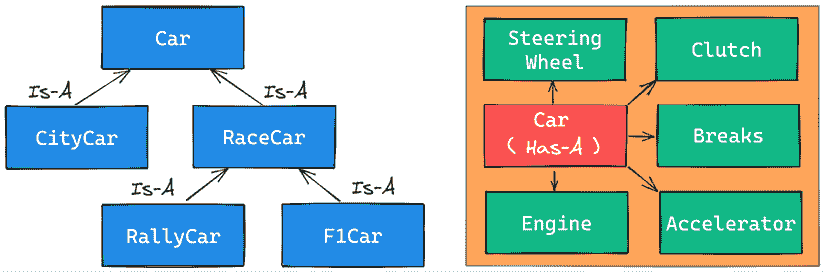 Car
Is-A
Is-A
CityCar
RaceCar
Is-A
Is-A
RallyCar
F1Car
Steering
Wheel
Clutch
Car
( Has-A )
Breaks
Engine
Accelerator